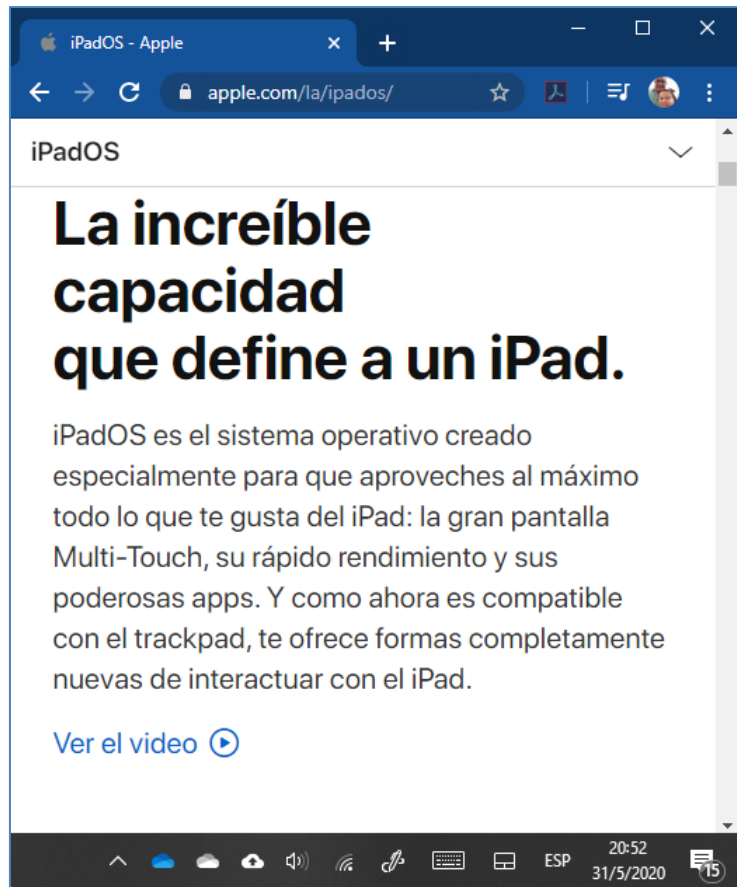 iPadOS - Apple
apple.com/la/ipados/
iPadOS
La increíble
capacidad
que define a un iPad.
iPadOS es el sistema operativo creado
especialmente para que aproveches al máximo
todo lo que te gusta del iPad: la gran pantalla
Multi-Touch, su rápido rendimiento y sus
poderosas apps. Y como ahora es compatible
con el trackpad, te ofrece formas completamente
nuevas de interactuar con el iPad.
Ver el video
ESP
20:52
31/5/2020
15